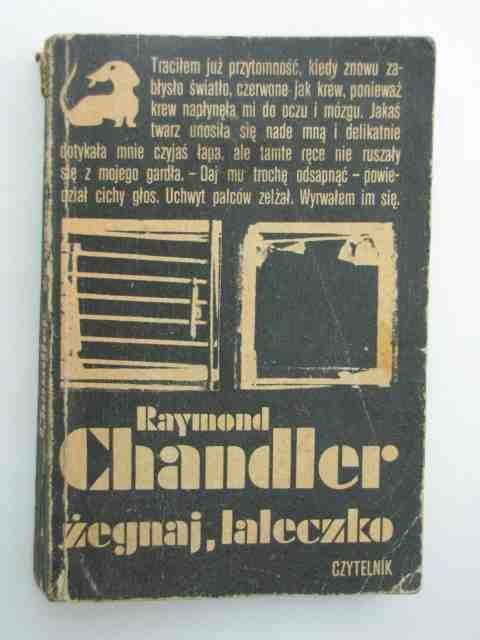 Traciłem już przytomność, kiedy znowu za-
błysło światło, czerwone jak krew, ponieważ
krew napłynęła mi do oczu i mózgu. Jakaś
twarz unosiła się nade mną i delikatnie
dotykała mnie czyjaś łapa, ale tamte ręce nie ruszały
się z mojego gardła. – Daj mu trochę odsapnąć – powie-
dział cichy głos. Uchwyt palców zelżał. Wyrwałem im się.
Raymond
Chandler
żegnaj, laleczko
CZYTELNIK